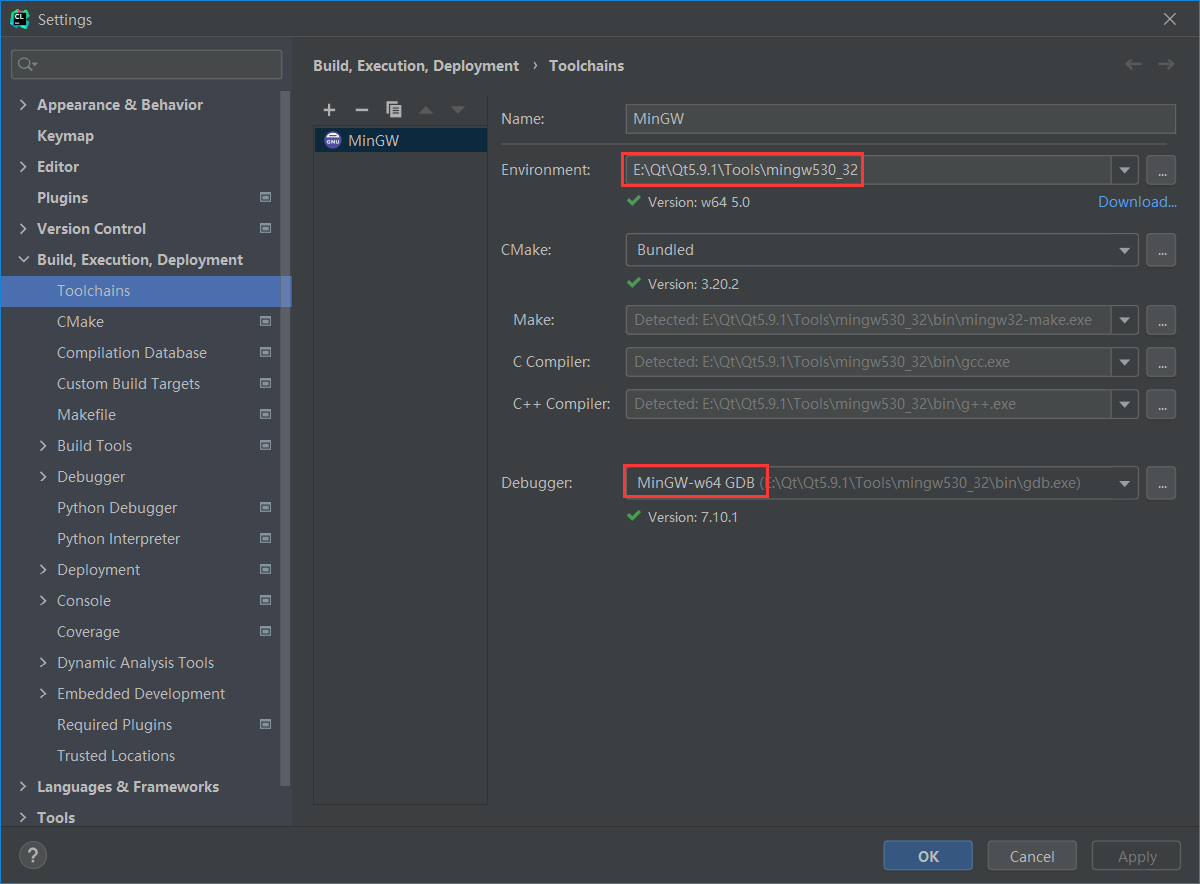 Settings
Appearance & Behavior
Keymap
Editor
Plugins
Version Control
Build, Execution, Deployment
Toolchains
CMake
Compilation Database
Custom Build Targets
Makefile
Build Tools
Debugger
Python Debugger
Python Interpreter
Deployment
Console
Coverage
Dynamic Analysis Tools
Embedded Development
Required Plugins
Trusted Locations
Languages & Frameworks
Tools
Build, Execution, Deployment › Toolchains
MinGW
Name: MinGW
Environment: E:\Qt\Qt5.9.1\Tools\mingw530_32 ...
Version: w64 5.0 Download...
CMake: Bundled ...
Version: 3.20.2
Make: Detected: E:\Qt\Qt5.9.1\Tools\mingw530_32\bin\mingw32-make.exe ...
C Compiler: Detected: E:\Qt\Qt5.9.1\Tools\mingw530_32\bin\gcc.exe ...
C++ Compiler: Detected: E:\Qt\Qt5.9.1\Tools\mingw530_32\bin\g++.exe ...
Debugger: MinGW-w64 GDB (E:\Qt\Qt5.9.1\Tools\mingw530_32\bin\gdb.exe) ...
Version: 7.10.1
? OK Cancel Apply